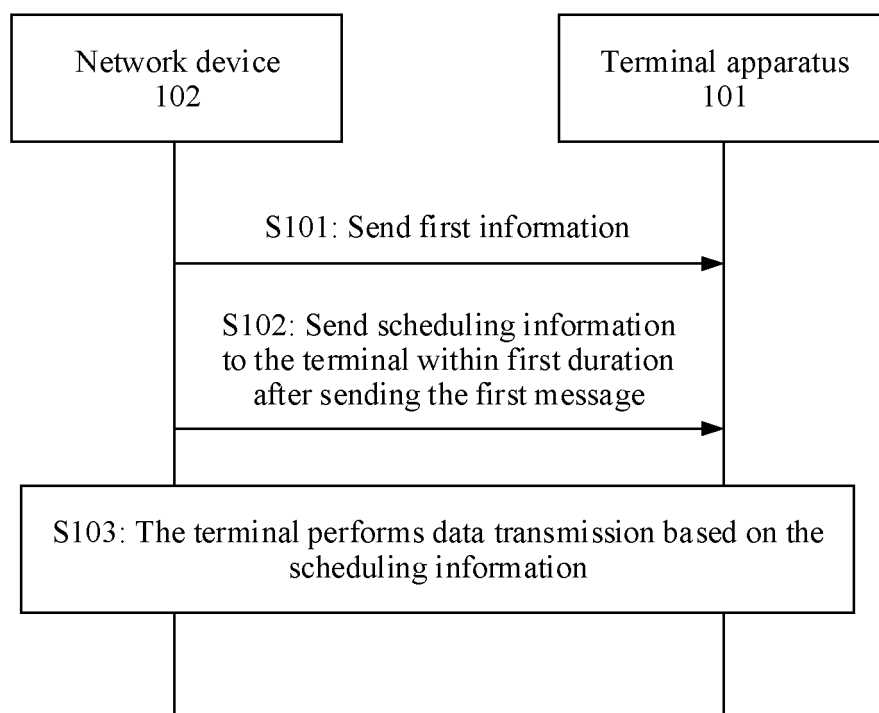 Network device
102
Terminal apparatus
101
S101: Send first information
S102: Send scheduling information
to the terminal within first duration
after sending the first message
S103: The terminal performs data transmission based on the
scheduling information